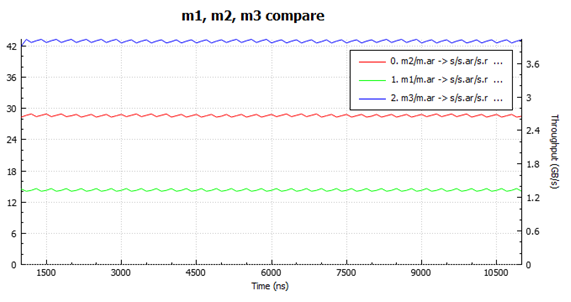 m1, m2, m3 compare
42
36
30
24
18
12
6
0
0. m2/m.ar -> s/s.ar/s.r ...
1. m1/m.ar -> s/s.ar/s.r ...
2. m3/m.ar -> s/s.ar/s.r ...
3.6
3
2.4
1.8
1.2
0.6
0
Throughput (GB/s)
1500 3000 4500 6000 7500 9000 10500
Time (ns)